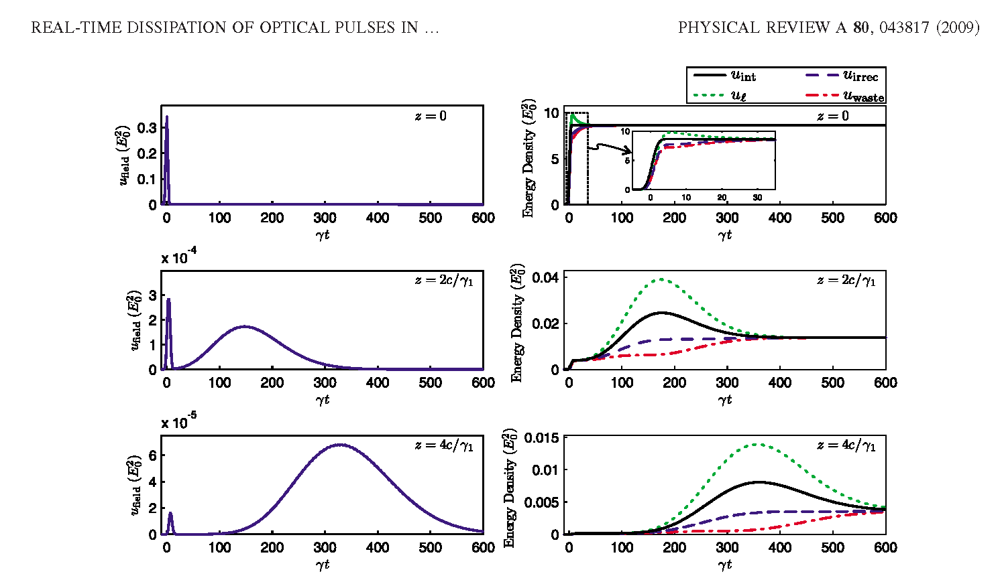 REAL-TIME DISSIPATION OF OPTICAL PULSES IN …
PHYSICAL REVIEW A 80, 043817 (2009)
u_int u_irrec
u_ℓ u_waste
z = 0
u_field (E_0^2)
0.3
0.2
0.1
0
0 100 200 300 400 500 600
γt
z = 0
Energy Density (E_0^2)
10
5
0
10
5
0
0 10 20 30
0 100 200 300 400 500 600
γt
x 10^-4
z = 2c/γ_1
u_field (E_0^2)
3
2
1
0
0 100 200 300 400 500 600
γt
z = 2c/γ_1
Energy Density (E_0^2)
0.04
0.02
0
0 100 200 300 400 500 600
γt
x 10^-5
z = 4c/γ_1
u_field (E_0^2)
6
4
2
0
0 100 200 300 400 500 600
γt
z = 4c/γ_1
Energy Density (E_0^2)
0.015
0.01
0.005
0
0 100 200 300 400 500 600
γt